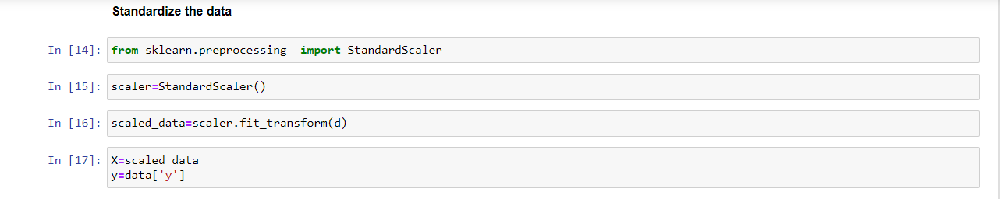 Standardize the data
In [14]: from sklearn.preprocessing  import StandardScaler
In [15]: scaler=StandardScaler()
In [16]: scaled_data=scaler.fit_transform(d)
In [17]: X=scaled_data
y=data['y']